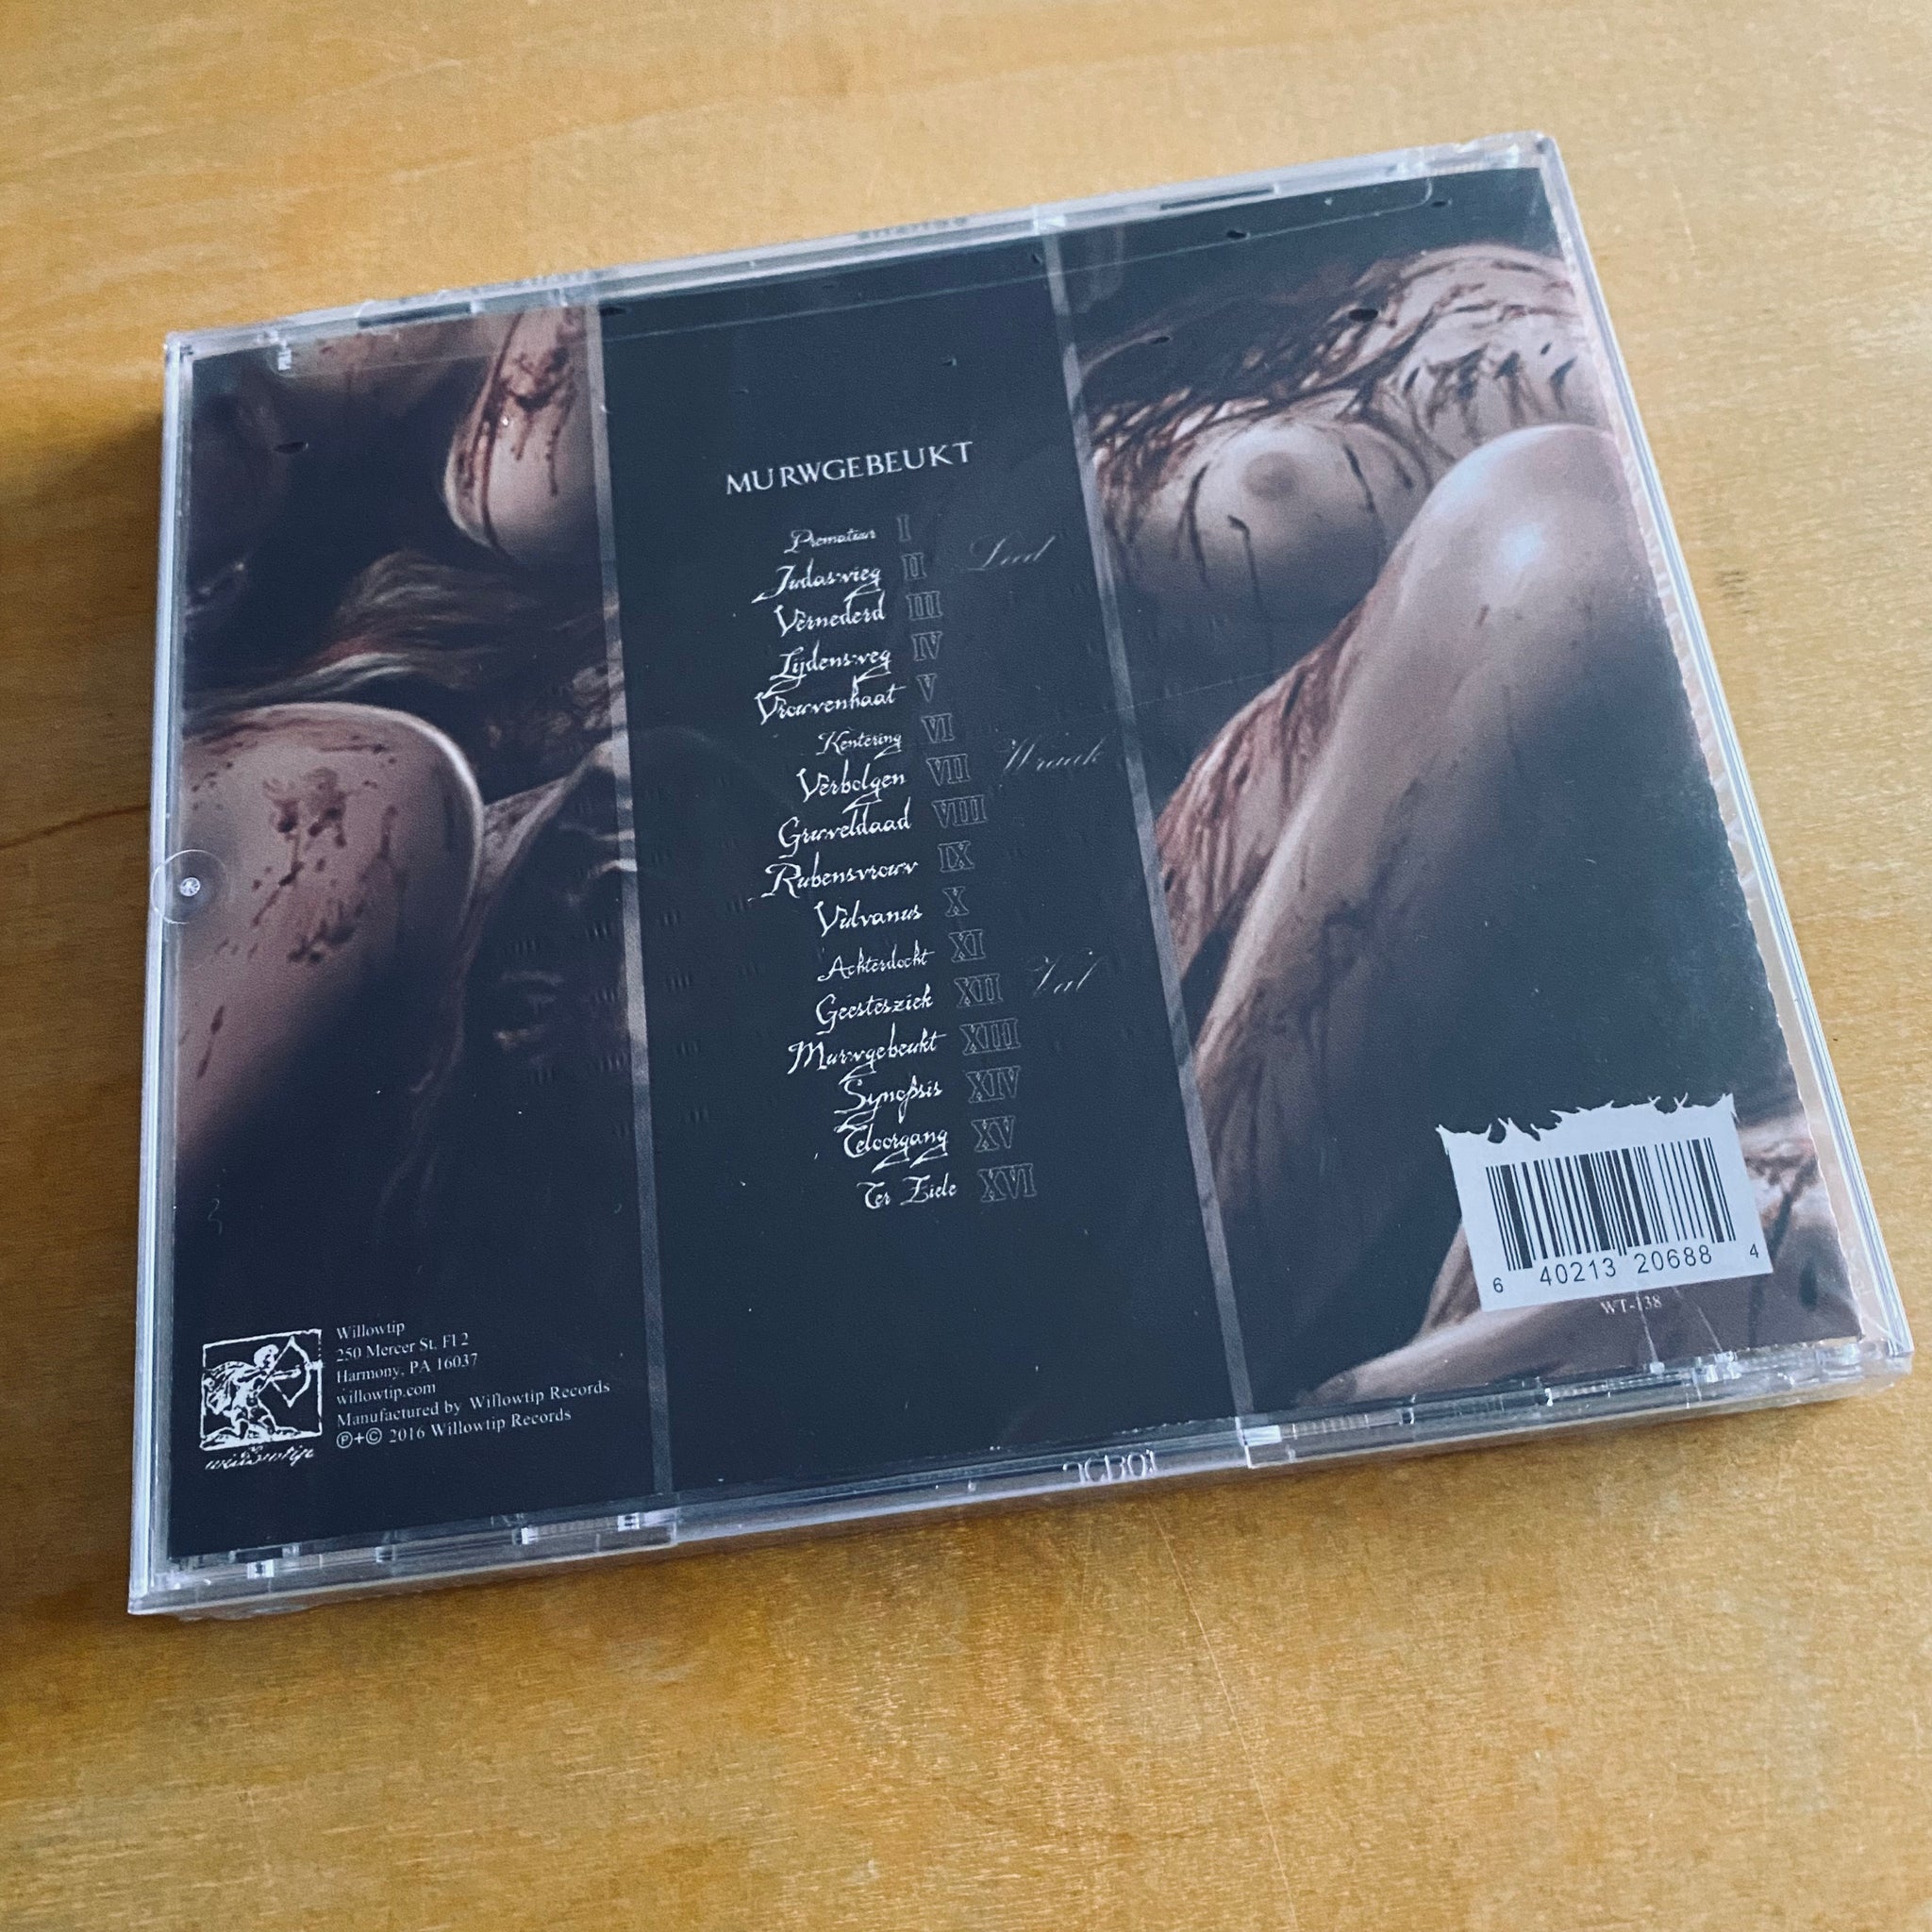 MURWGEBEUKT
Prematuur I
Judaswieg II Leed
Vernederd III
Lijdensweg IV
Vrouwenhaat V
Kentering VI
Verbolgen VII Wraak
Gruweldaad VIII
Rubensvrouw IX
Vulvanus X
Achterdocht XI
Geestesziek XII Val
Murwgebeukt XIII
Synopsis XIV
Teloorgang XV
Ter Ziele XVI
Willowtip
250 Mercer St. Fl 2
Harmony, PA 16037
willowtip.com
Manufactured by Willowtip Records
℗+© 2016 Willowtip Records
willowtip
6 40213 20688 4
WT-138